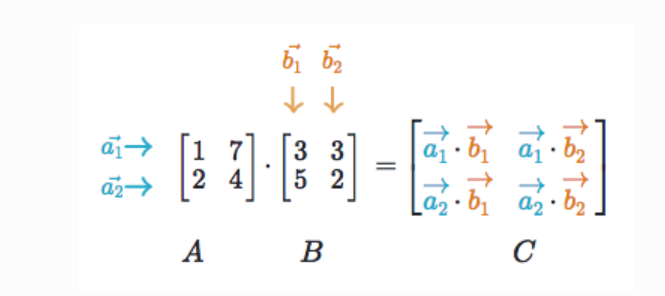 b₁⃗ b₂⃗
↓ ↓
a₁⃗→ [1 7] · [3 3] = [a₁⃗ · b₁⃗ a₁⃗ · b₂⃗]
a₂⃗→ [2 4] [5 2] [a₂⃗ · b₁⃗ a₂⃗ · b₂⃗]
A B C